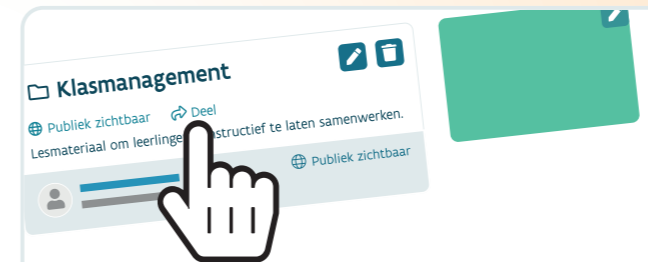 Klasmanagement
Publiek zichtbaar Deel
Lesmateriaal om leerlingen structief te laten samenwerken.
Publiek zichtbaar